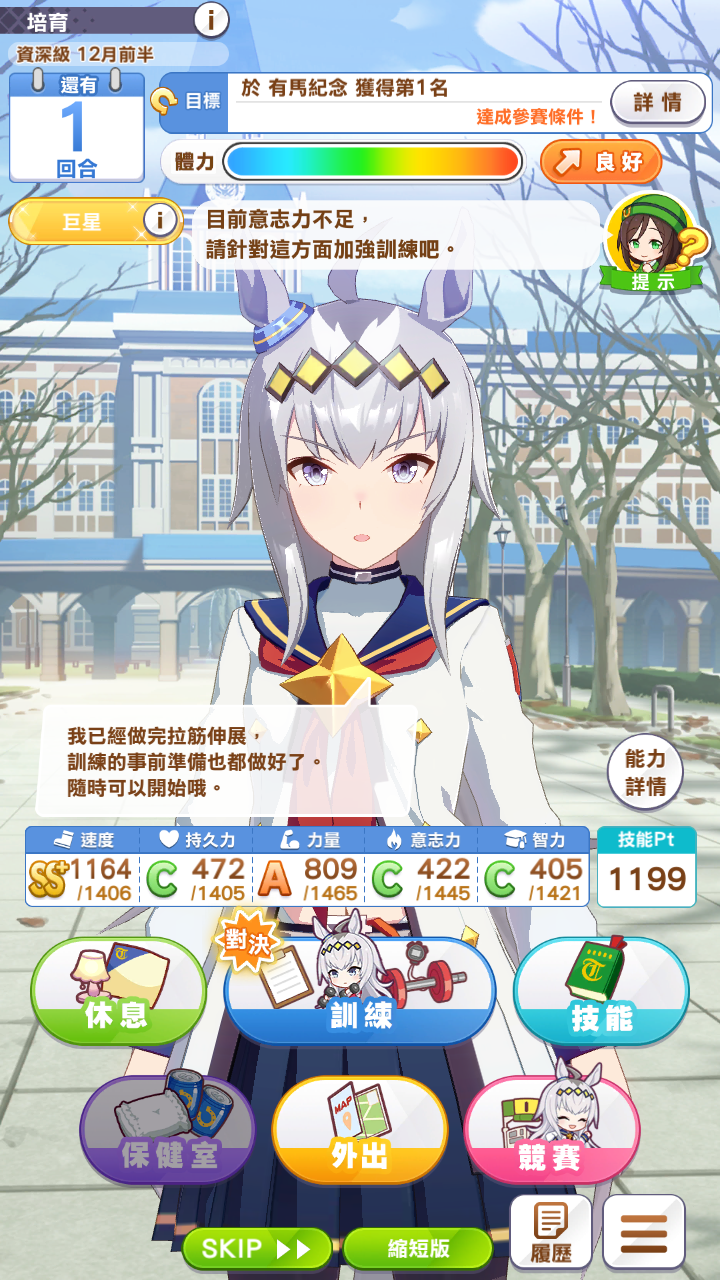 培育
i
資深級 12月前半
還有
1
回合
目標
於 有馬紀念 獲得第1名
達成參賽條件！
詳情
體力
良好
巨星
i
目前意志力不足，
請針對這方面加強訓練吧。
提示
我已經做完拉筋伸展，
訓練的事前準備也都做好了。
隨時可以開始哦。
能力
詳情
速度 持久力 力量 意志力 智力 技能Pt
SS+ 1164 C 472 A 809 C 422 C 405 1199
/1406 /1405 /1465 /1445 /1421
對決
休息 訓練 技能
MAP
保健室 外出 競賽
SKIP 縮短版 履歷